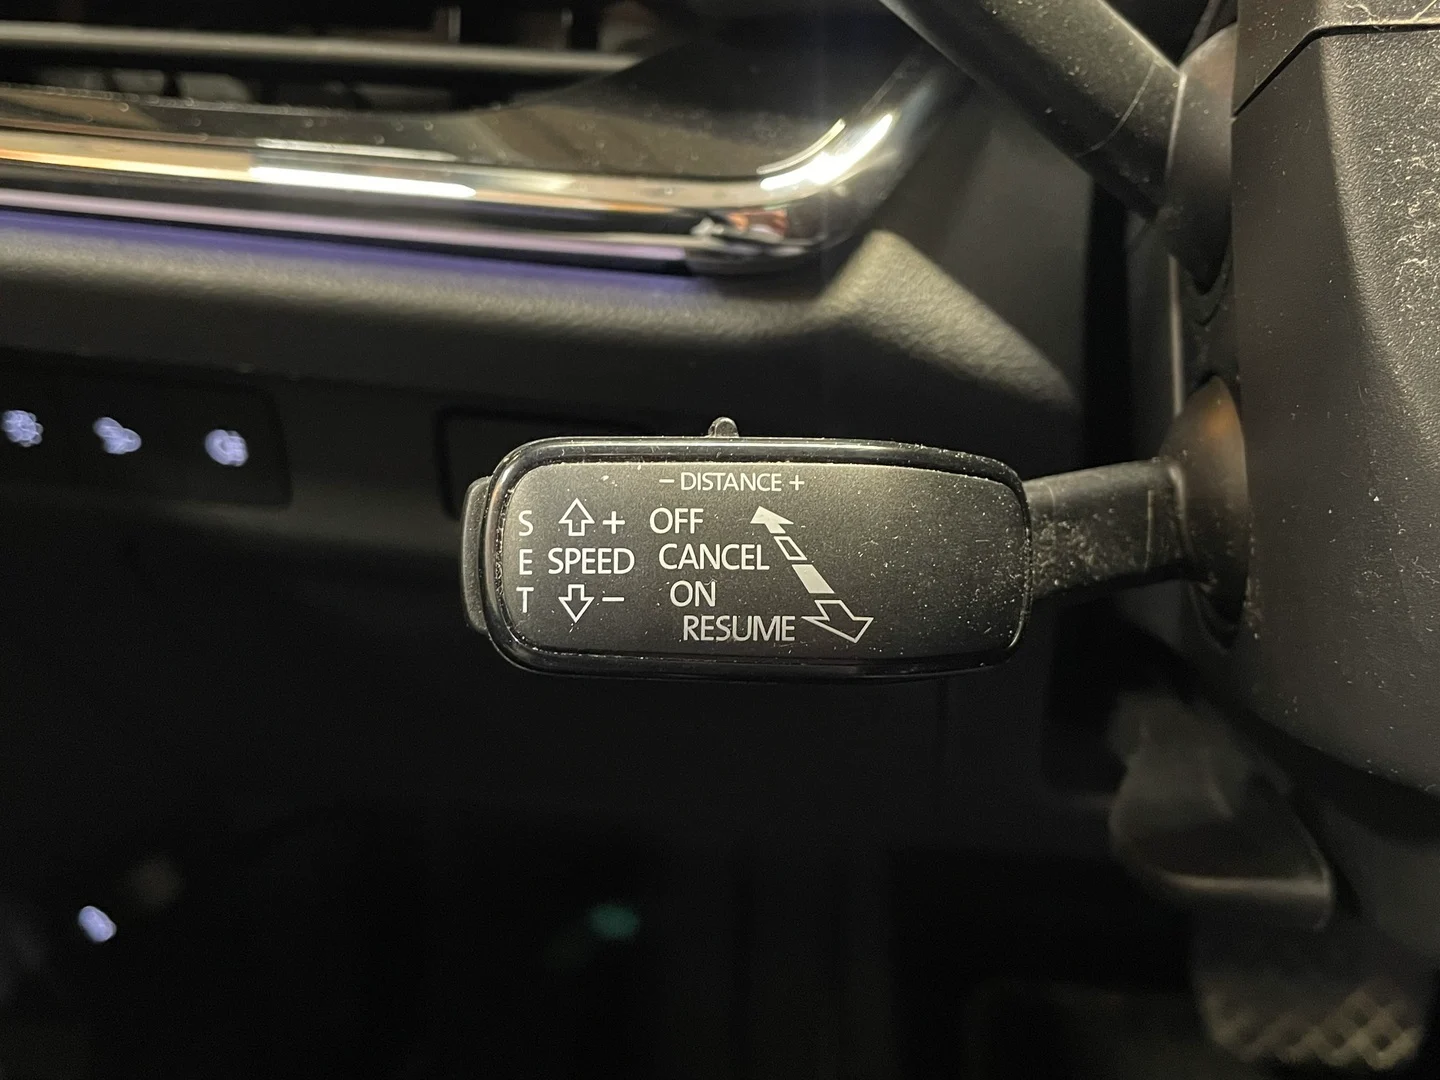 − DISTANCE +
S + OFF
E SPEED CANCEL
T − ON
RESUME